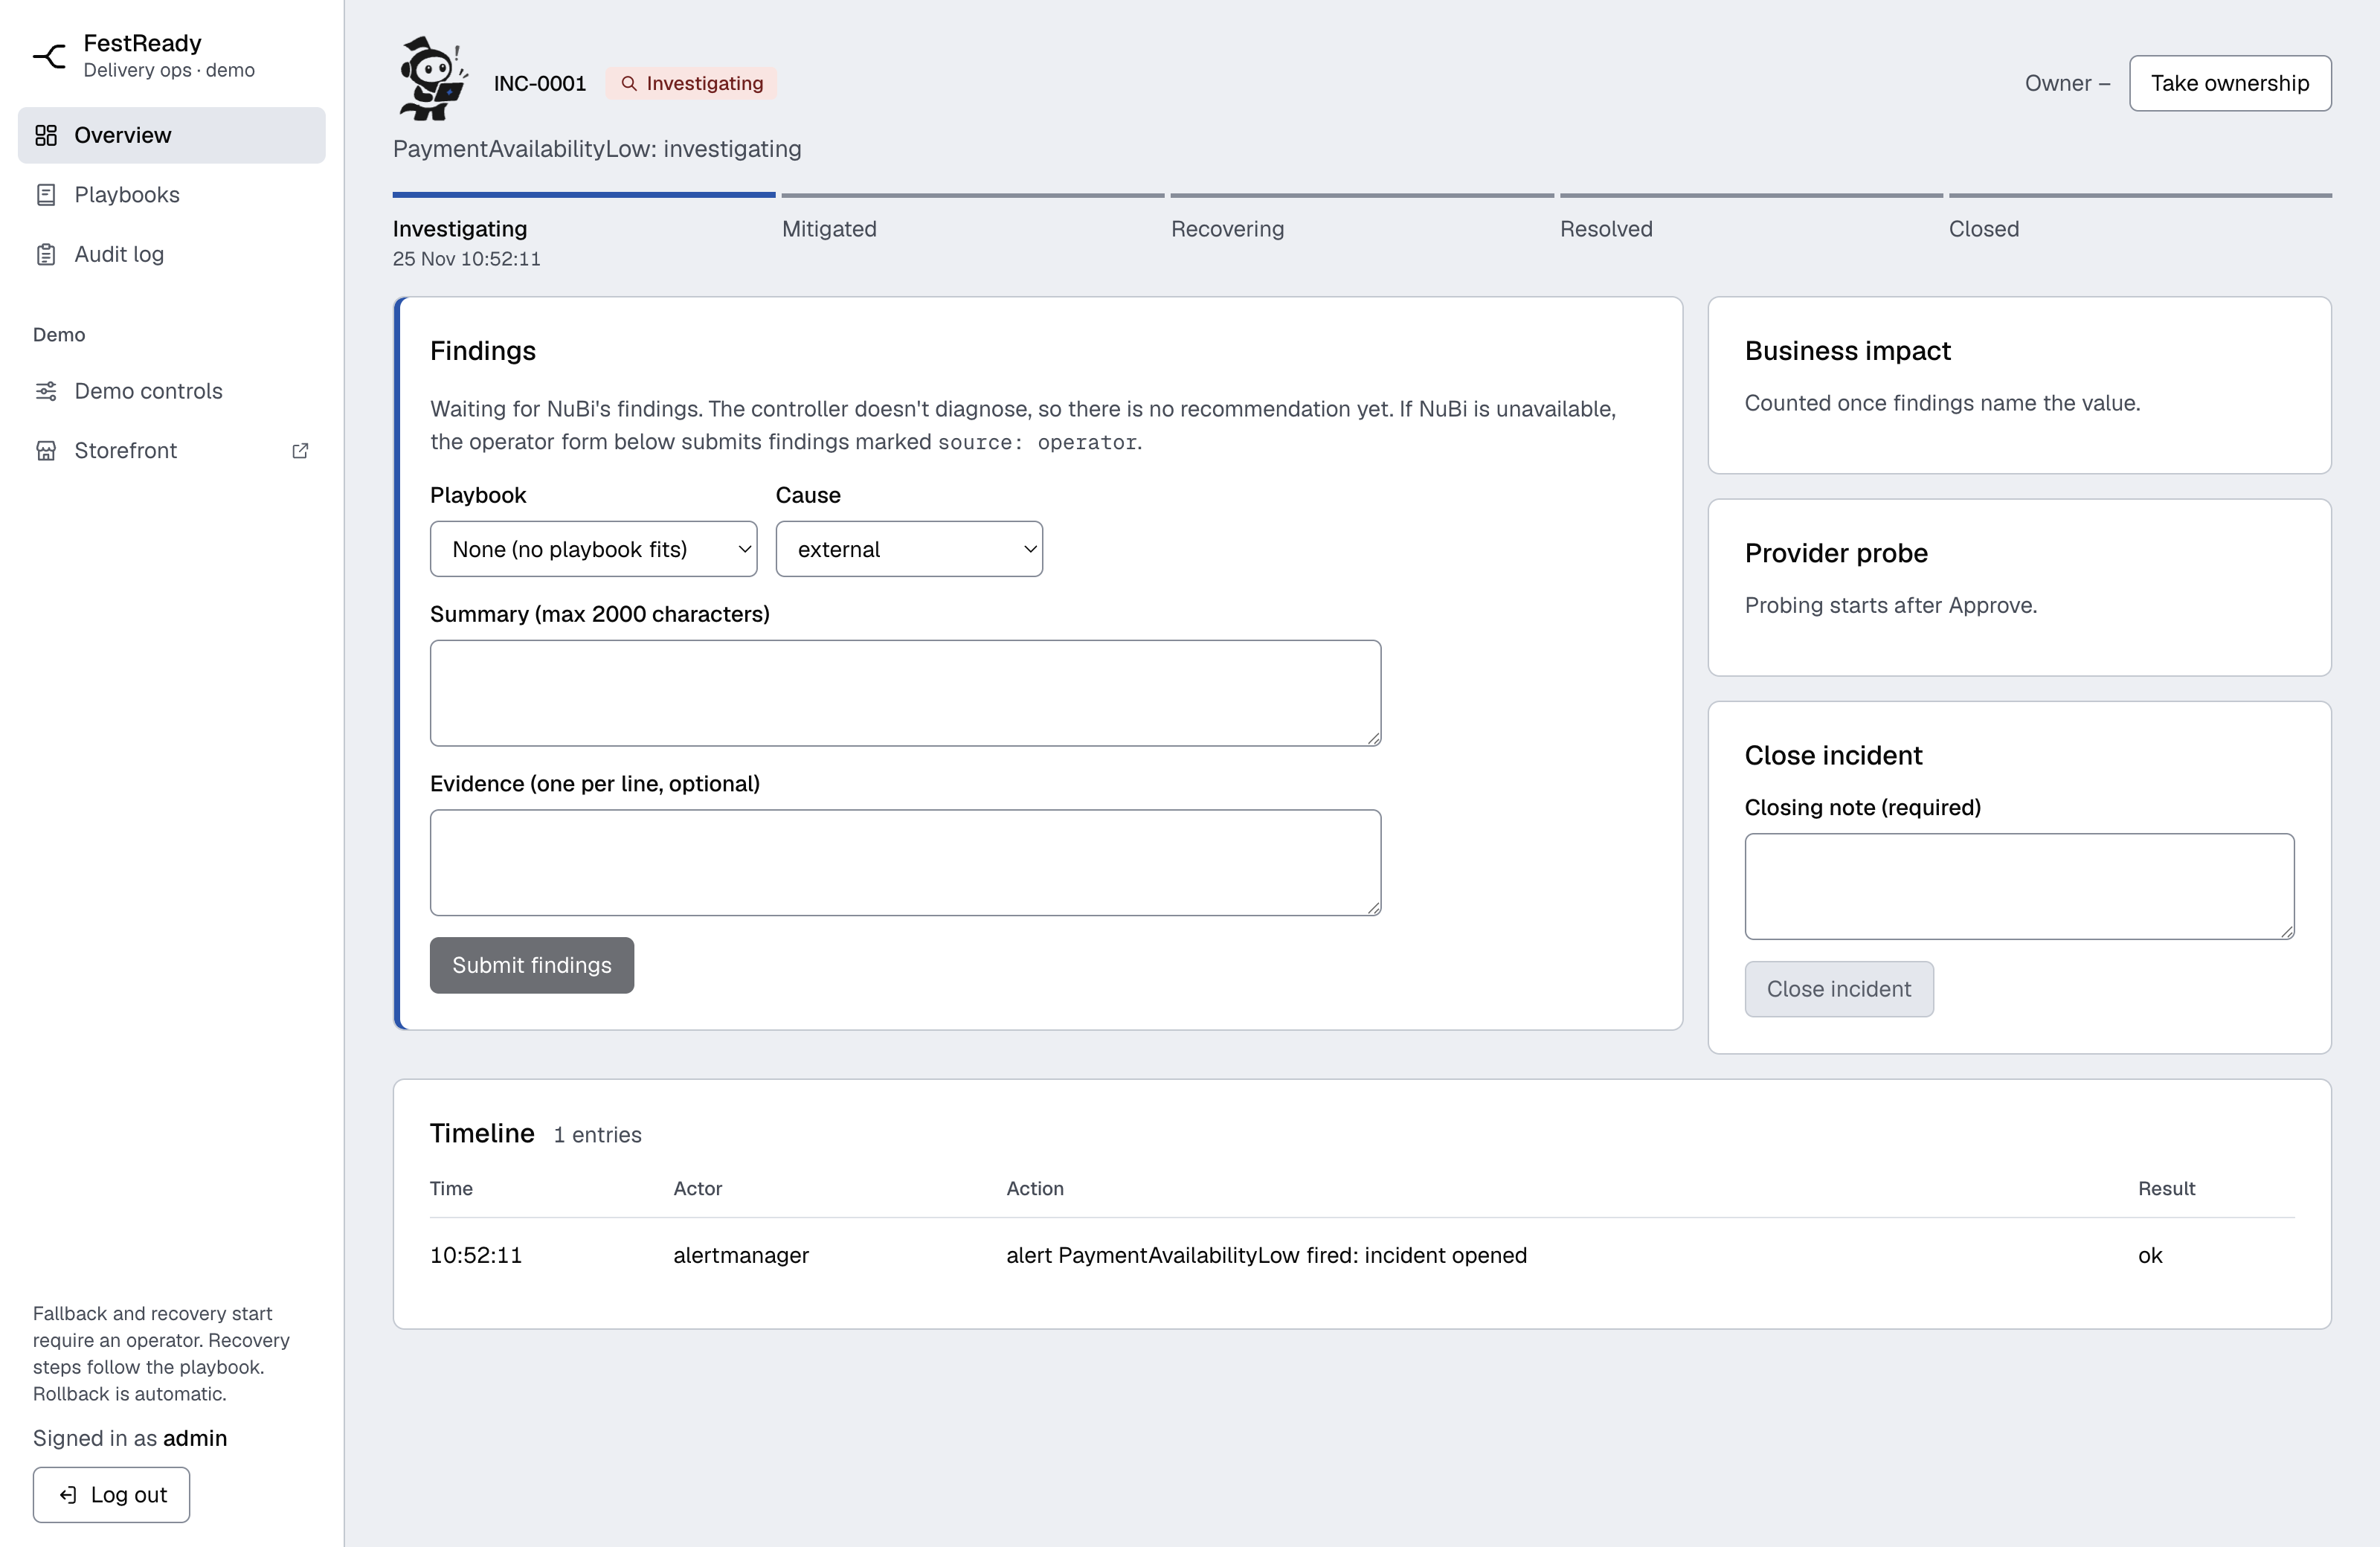 FestReady
Delivery ops · demo
Overview
Playbooks
Audit log
Demo
Demo controls
Storefront
Fallback and recovery start
require an operator. Recovery
steps follow the playbook.
Rollback is automatic.
Signed in as admin
Log out
INC-0001
Investigating
Owner –
Take ownership
PaymentAvailabilityLow: investigating
Investigating
25 Nov 10:52:11
Mitigated
Recovering
Resolved
Closed
Findings
Waiting for NuBi's findings. The controller doesn't diagnose, so there is no recommendation yet. If NuBi is unavailable,
the operator form below submits findings marked source: operator.
Playbook
Cause
None (no playbook fits)
external
Summary (max 2000 characters)
Evidence (one per line, optional)
Submit findings
Business impact
Counted once findings name the value.
Provider probe
Probing starts after Approve.
Close incident
Closing note (required)
Close incident
Timeline 1 entries
Time Actor Action Result
10:52:11 alertmanager alert PaymentAvailabilityLow fired: incident opened ok